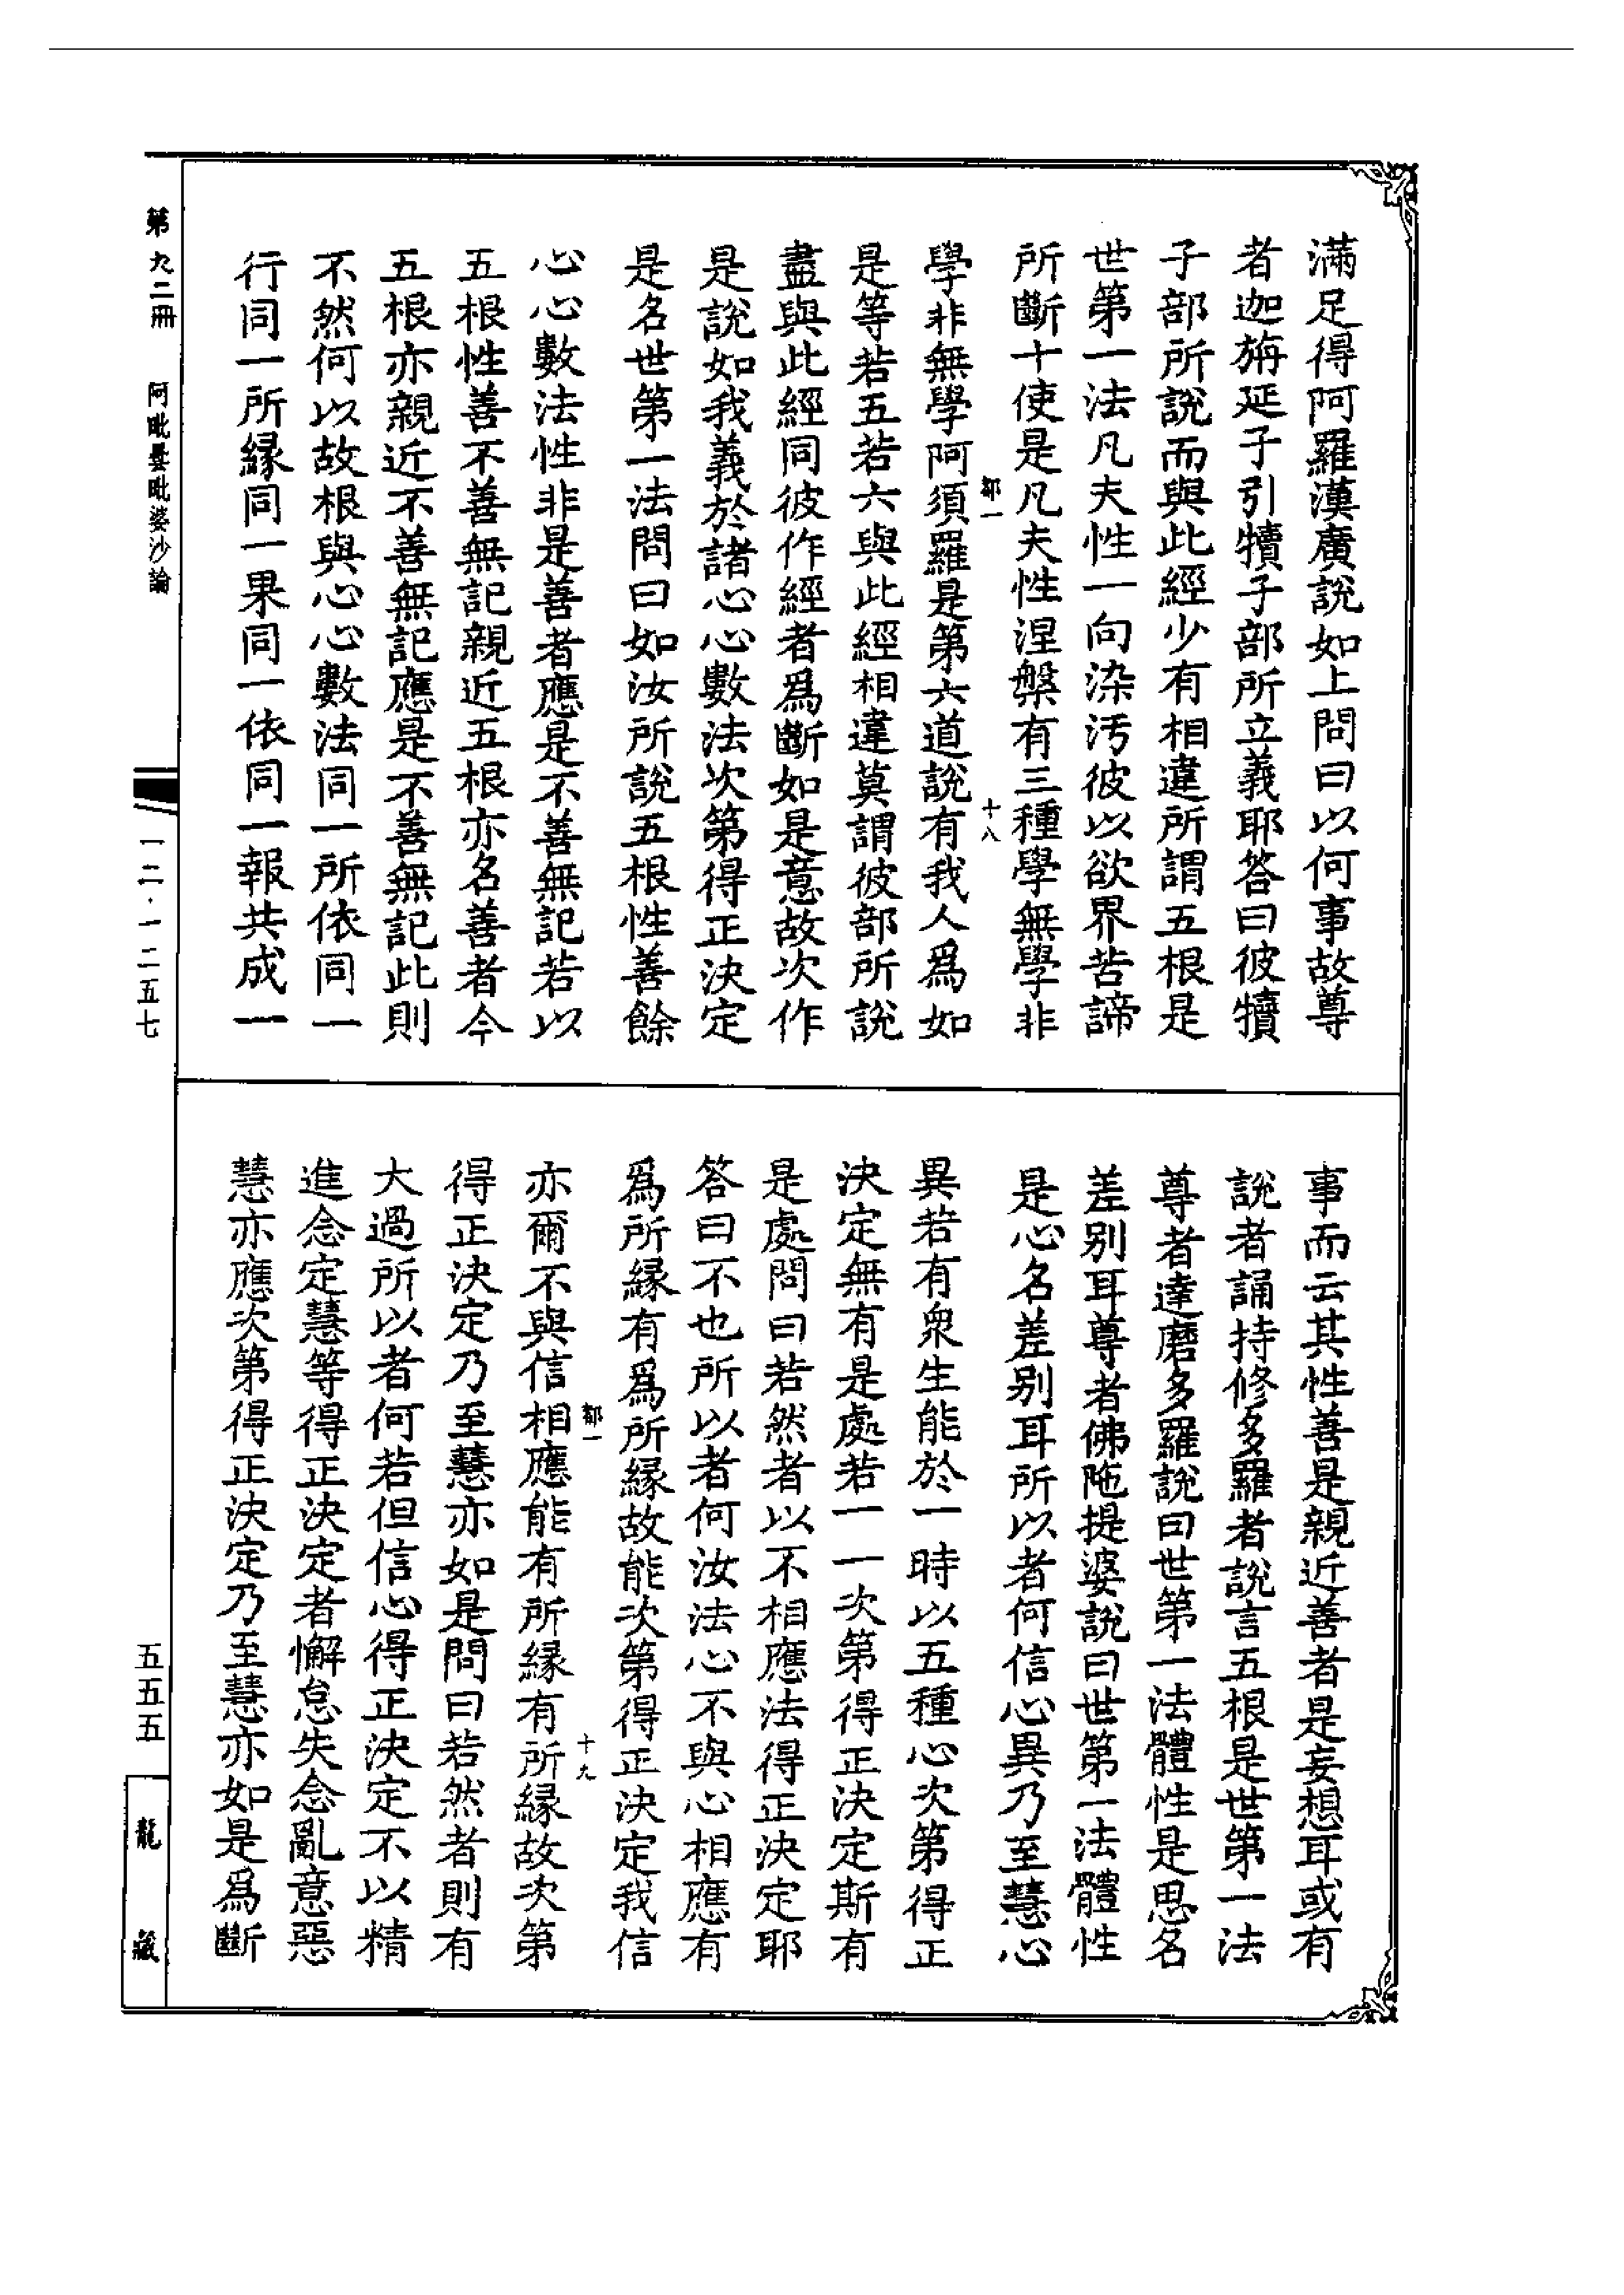 滿足得阿羅漢廣說如上問曰以何事故尊
者迦旃延子引犢子部所立義耶答曰彼犢
子部所說而與此經少有相違所謂五根是
世第一法凡夫性一向染汚彼以欲界苦諦
所斷十使是凡夫性涅槃有三種學無學非
鄒一
十八
學非無學阿須羅是第六道說有我人爲如
是等若五若六與此經相違莫謂彼部所說
盡與此經同彼作經者爲斷如是意故次作
是說如我義於諸心心數法次第得正決定
是名世第一法問曰如汝所說五根性善餘
心心數法性非是善者應是不善無記若以
五根性善不善無記親近五根亦名善者今
五根亦親近不善無記應是不善無記此則
不然何以故根與心心數法同一所依同一
行同一所緣同一果同一依同一報共成一
事而云其性善是親近善者是妄想耳或有
說者誦持修多羅者說言五根是世第一法
尊者達磨多羅說曰世第一法體性是思名
差別耳尊者佛陁提婆說曰世第一法體性
是心名差別耳所以者何信心異乃至慧心
異若有衆生能於一時以五種心次第得正
決定無有是處若一一次第得正決定斯有
是處問曰若然者以不相應法得正決定耶
答曰不也所以者何汝法心不與心相應有
爲所緣有爲所緣故能次第得正決定我信
鄒一
十九
亦爾不與信相應能有所緣有所緣故次第
得正決定乃至慧亦如是問曰若然者則有
大過所以者何若但信心得正決定不以精
進念定慧等得正決定者懈怠失念亂意惡
慧亦應次第得正決定乃至慧亦如是爲斷
第九二冊
阿毗曇毗婆沙論
一二·一二五七
五五五
龍藏